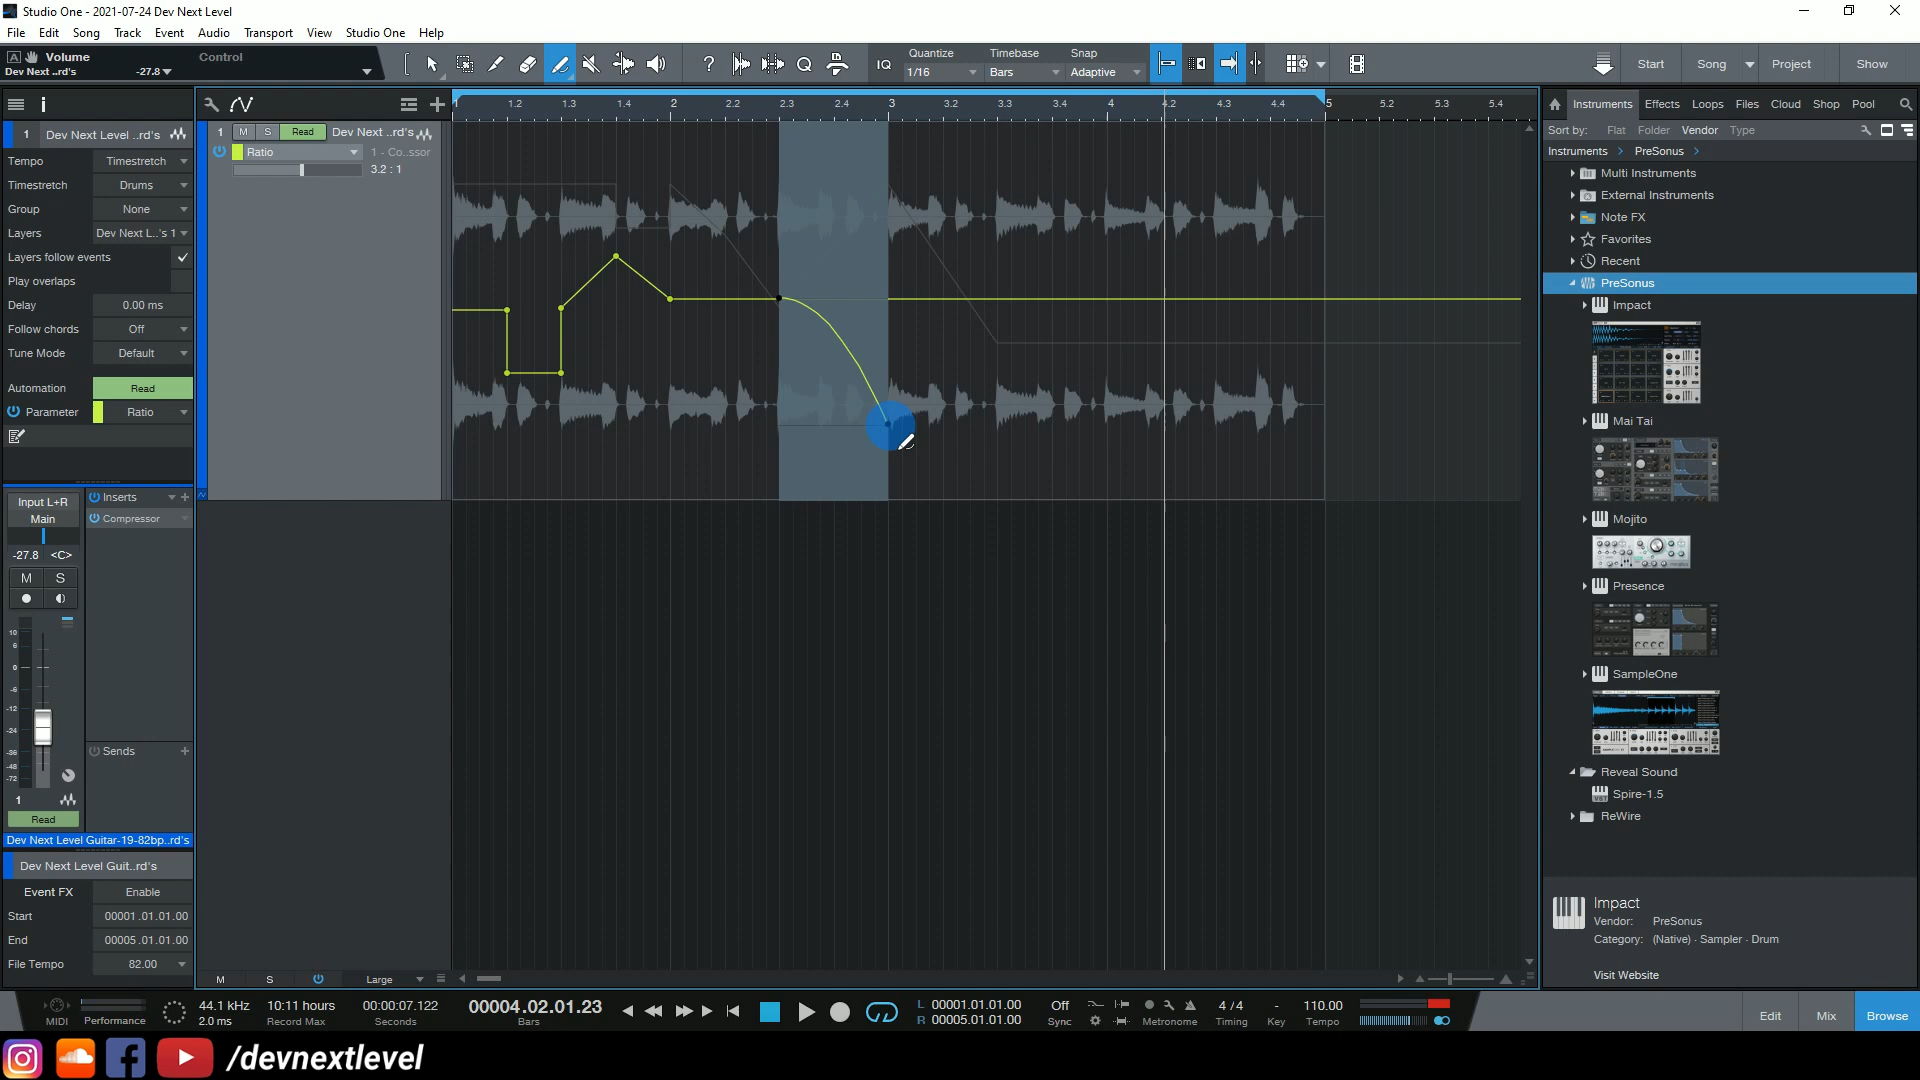 Studio One - 2021-07-24 Dev Next Level
File Edit Song Track Event Audio Transport View Studio One Help
A Volume Control
Dev Next ..rd's -27.8
Quantize Timebase Snap
IQ 1/16 Bars Adaptive
Start Song Project Show
1 1.2 1.3 1.4 2 2.2 2.3 2.4 3 3.2 3.3 3.4 4 4.2 4.3 4.4 5 5.2 5.3 5.4
Instruments Effects Loops Files Cloud Shop Pool
Sort by: Flat Folder Vendor Type
Instruments PreSonus
1 Dev Next Level ..rd's
Tempo Timestretch
Timestretch Drums
Group None
Layers Dev Next L..'s 1
Layers follow events
Play overlaps
Delay 0.00 ms
Follow chords Off
Tune Mode Default
Automation Read
Parameter Ratio
1 M S Read Dev Next ..rd's
Ratio 1 - Co..ssor
3.2 : 1
Multi Instruments
External Instruments
Note FX
Favorites
Recent
PreSonus
Impact
Mai Tai
Mojito
Presence
SampleOne
Reveal Sound
Spire-1.5
ReWire
Input L+R Inserts
Main Compressor
-27.8 <C>
M S
10
6
0
-6
-12
-24
-36
-48
-72
Sends
1
Read
Dev Next Level Guitar-19-82bp..rd's
Dev Next Level Guit..rd's
Event FX Enable
Start 00001.01.01.00
End 00005.01.01.00
File Tempo 82.00
M S Large
Impact
Vendor: PreSonus
Category: (Native) - Sampler - Drum
Visit Website
MIDI Performance
44.1 kHz 10:11 hours 00:00:07.122 00004.02.01.23
2.0 ms Record Max Seconds Bars
L 00001.01.01.00
R 00005.01.01.00
Off 4 / 4 - 110.00
Sync Metronome Timing Key Tempo
Edit Mix Browse
/devnextlevel